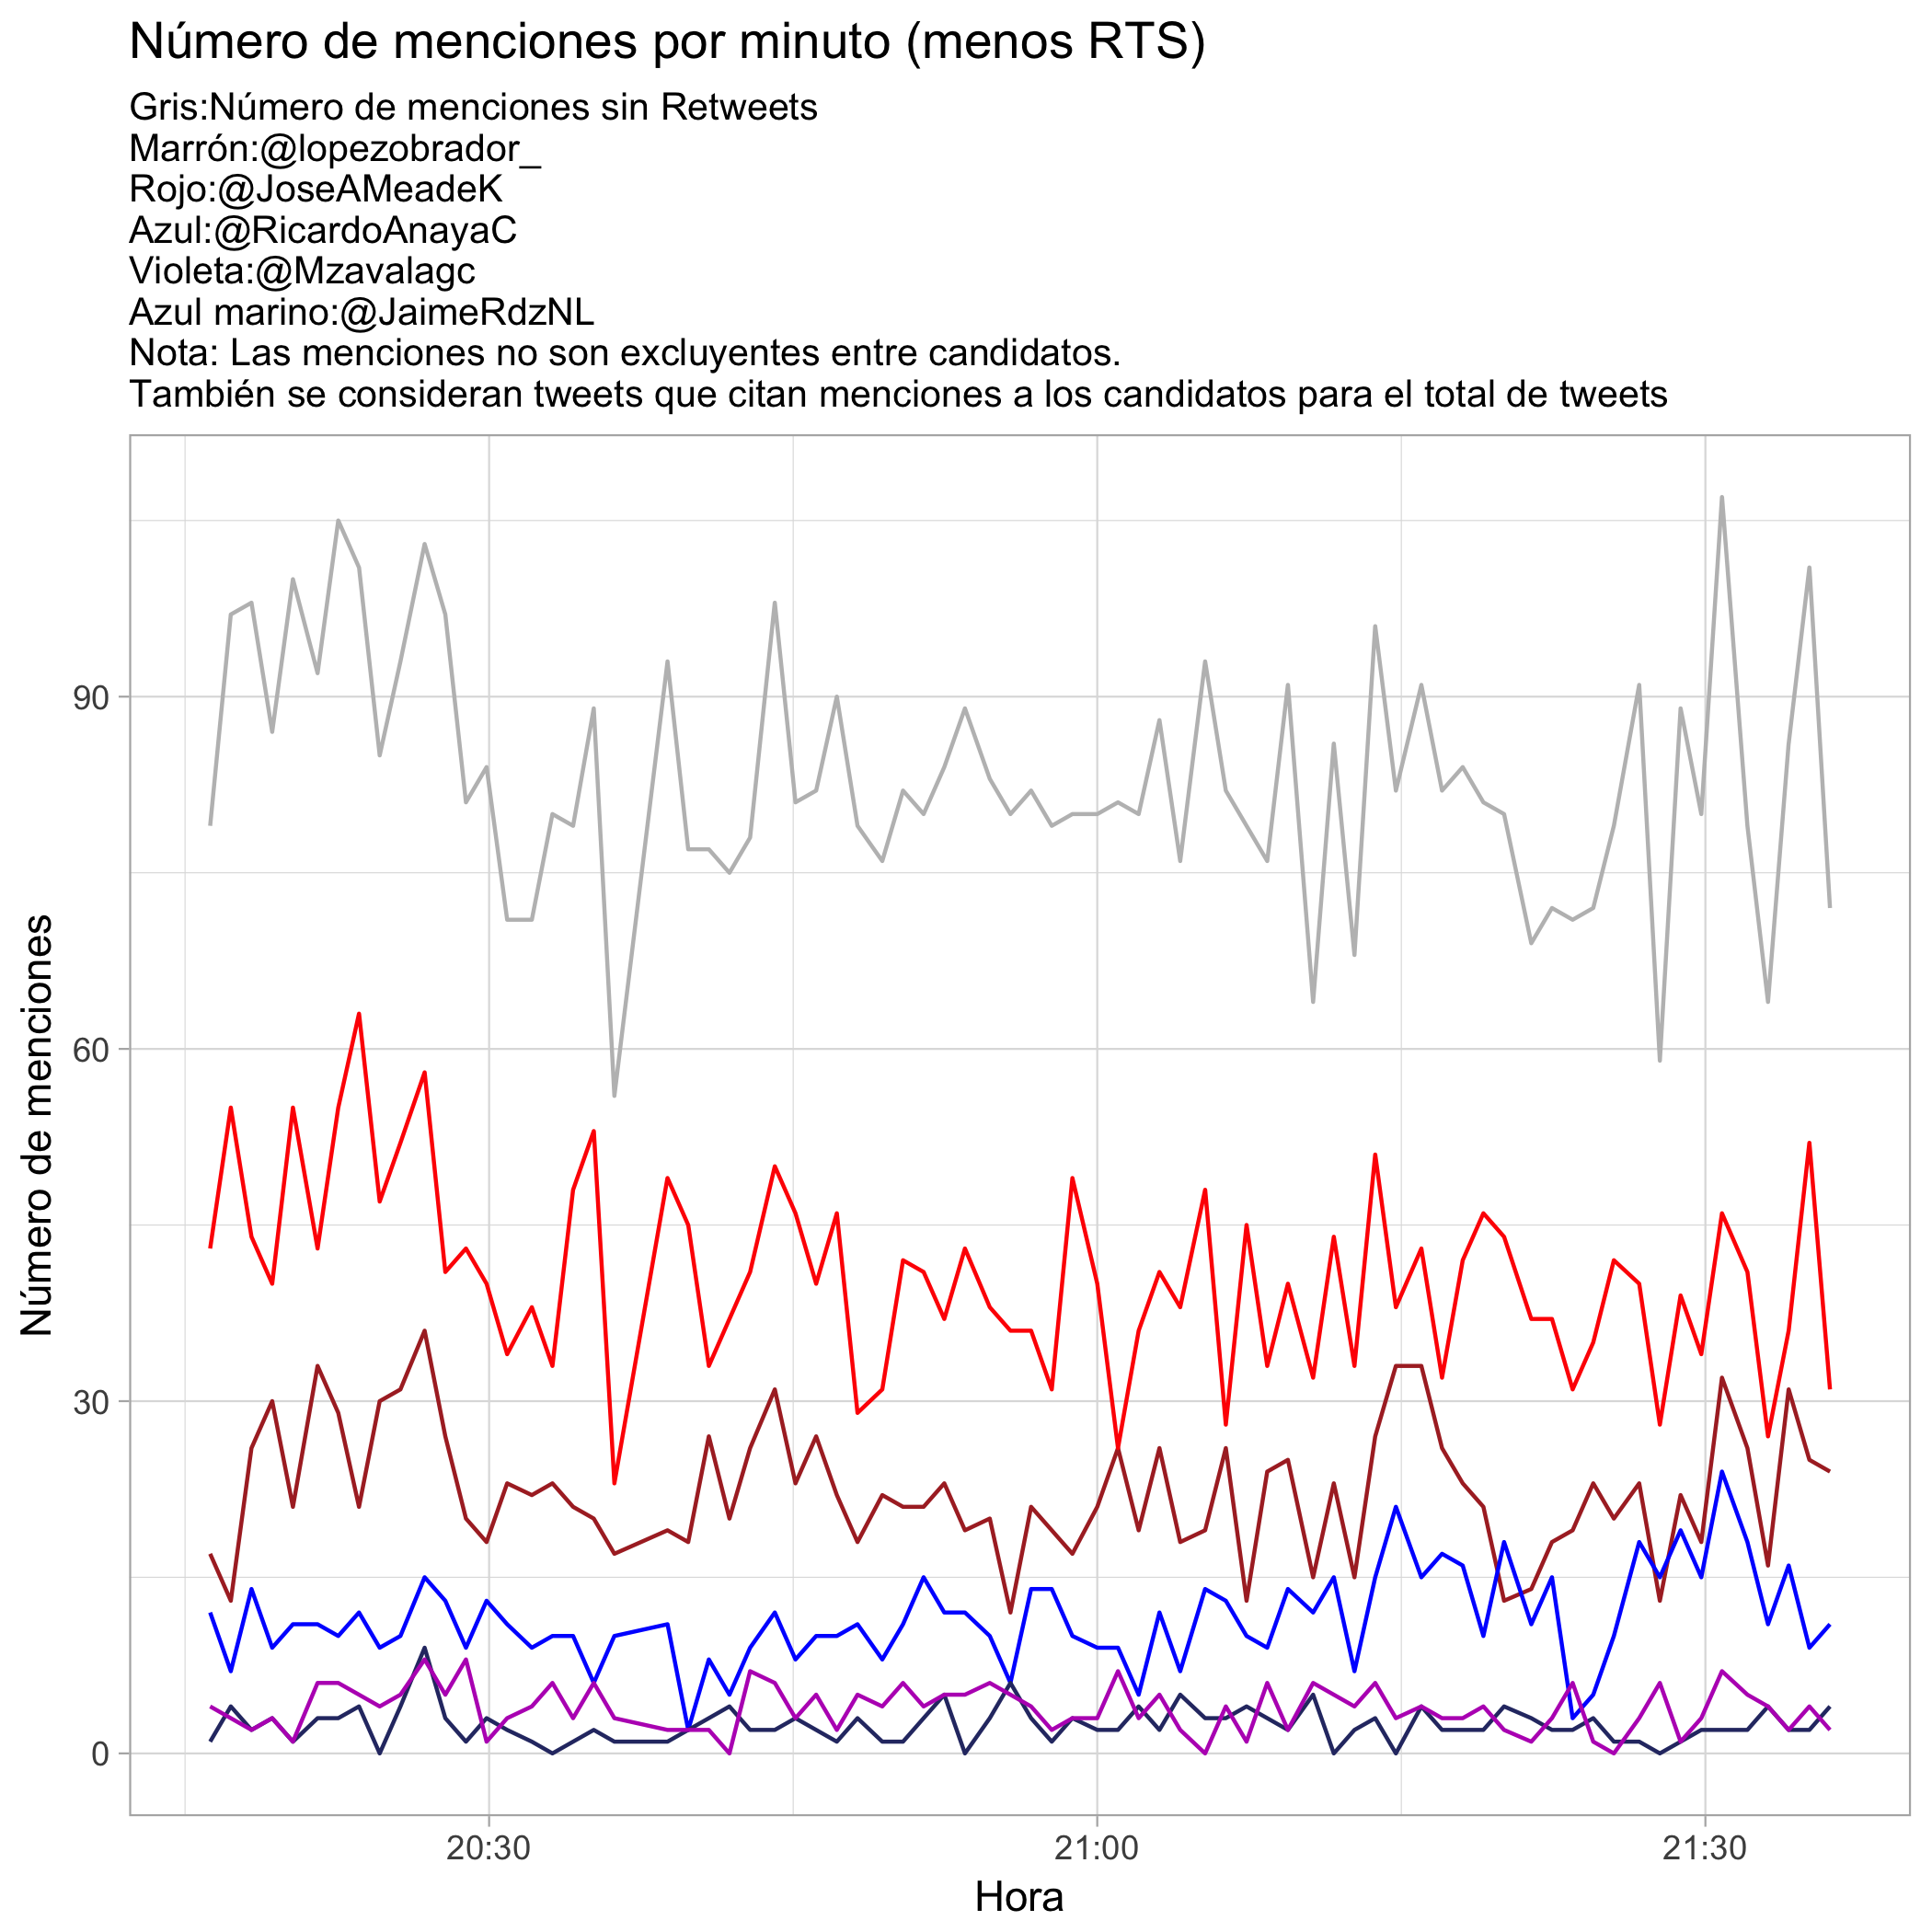 Número de menciones por minuto (menos RTS)
Gris:Número de menciones sin Retweets
Marrón:@lopezobrador_
Rojo:@JoseAMeadeK
Azul:@RicardoAnayaC
Violeta:@Mzavalagc
Azul marino:@JaimeRdzNL
Nota: Las menciones no son excluyentes entre candidatos.
También se consideran tweets que citan menciones a los candidatos para el total de tweets
Número de menciones
90
60
30
0
20:30
21:00
21:30
Hora